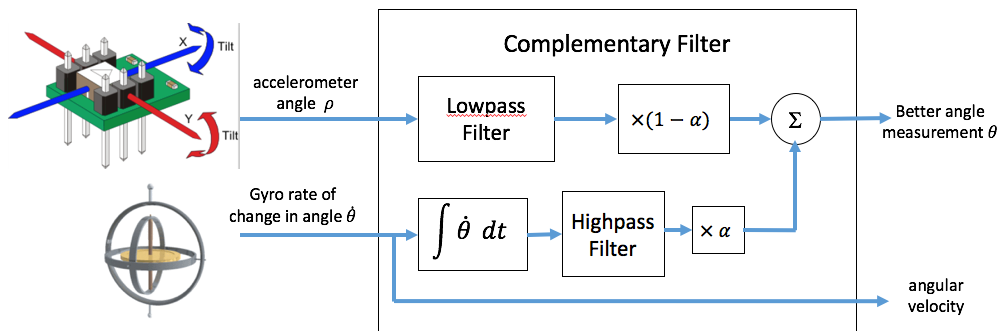 Complementary Filter
X
Tilt
Y
Tilt
accelerometer
angle ρ
Lowpass
Filter
×(1 − α)
Σ
Better angle
measurement θ
Gyro rate of
change in angle θ̇
∫ θ̇ dt
Highpass
Filter
× α
angular
velocity